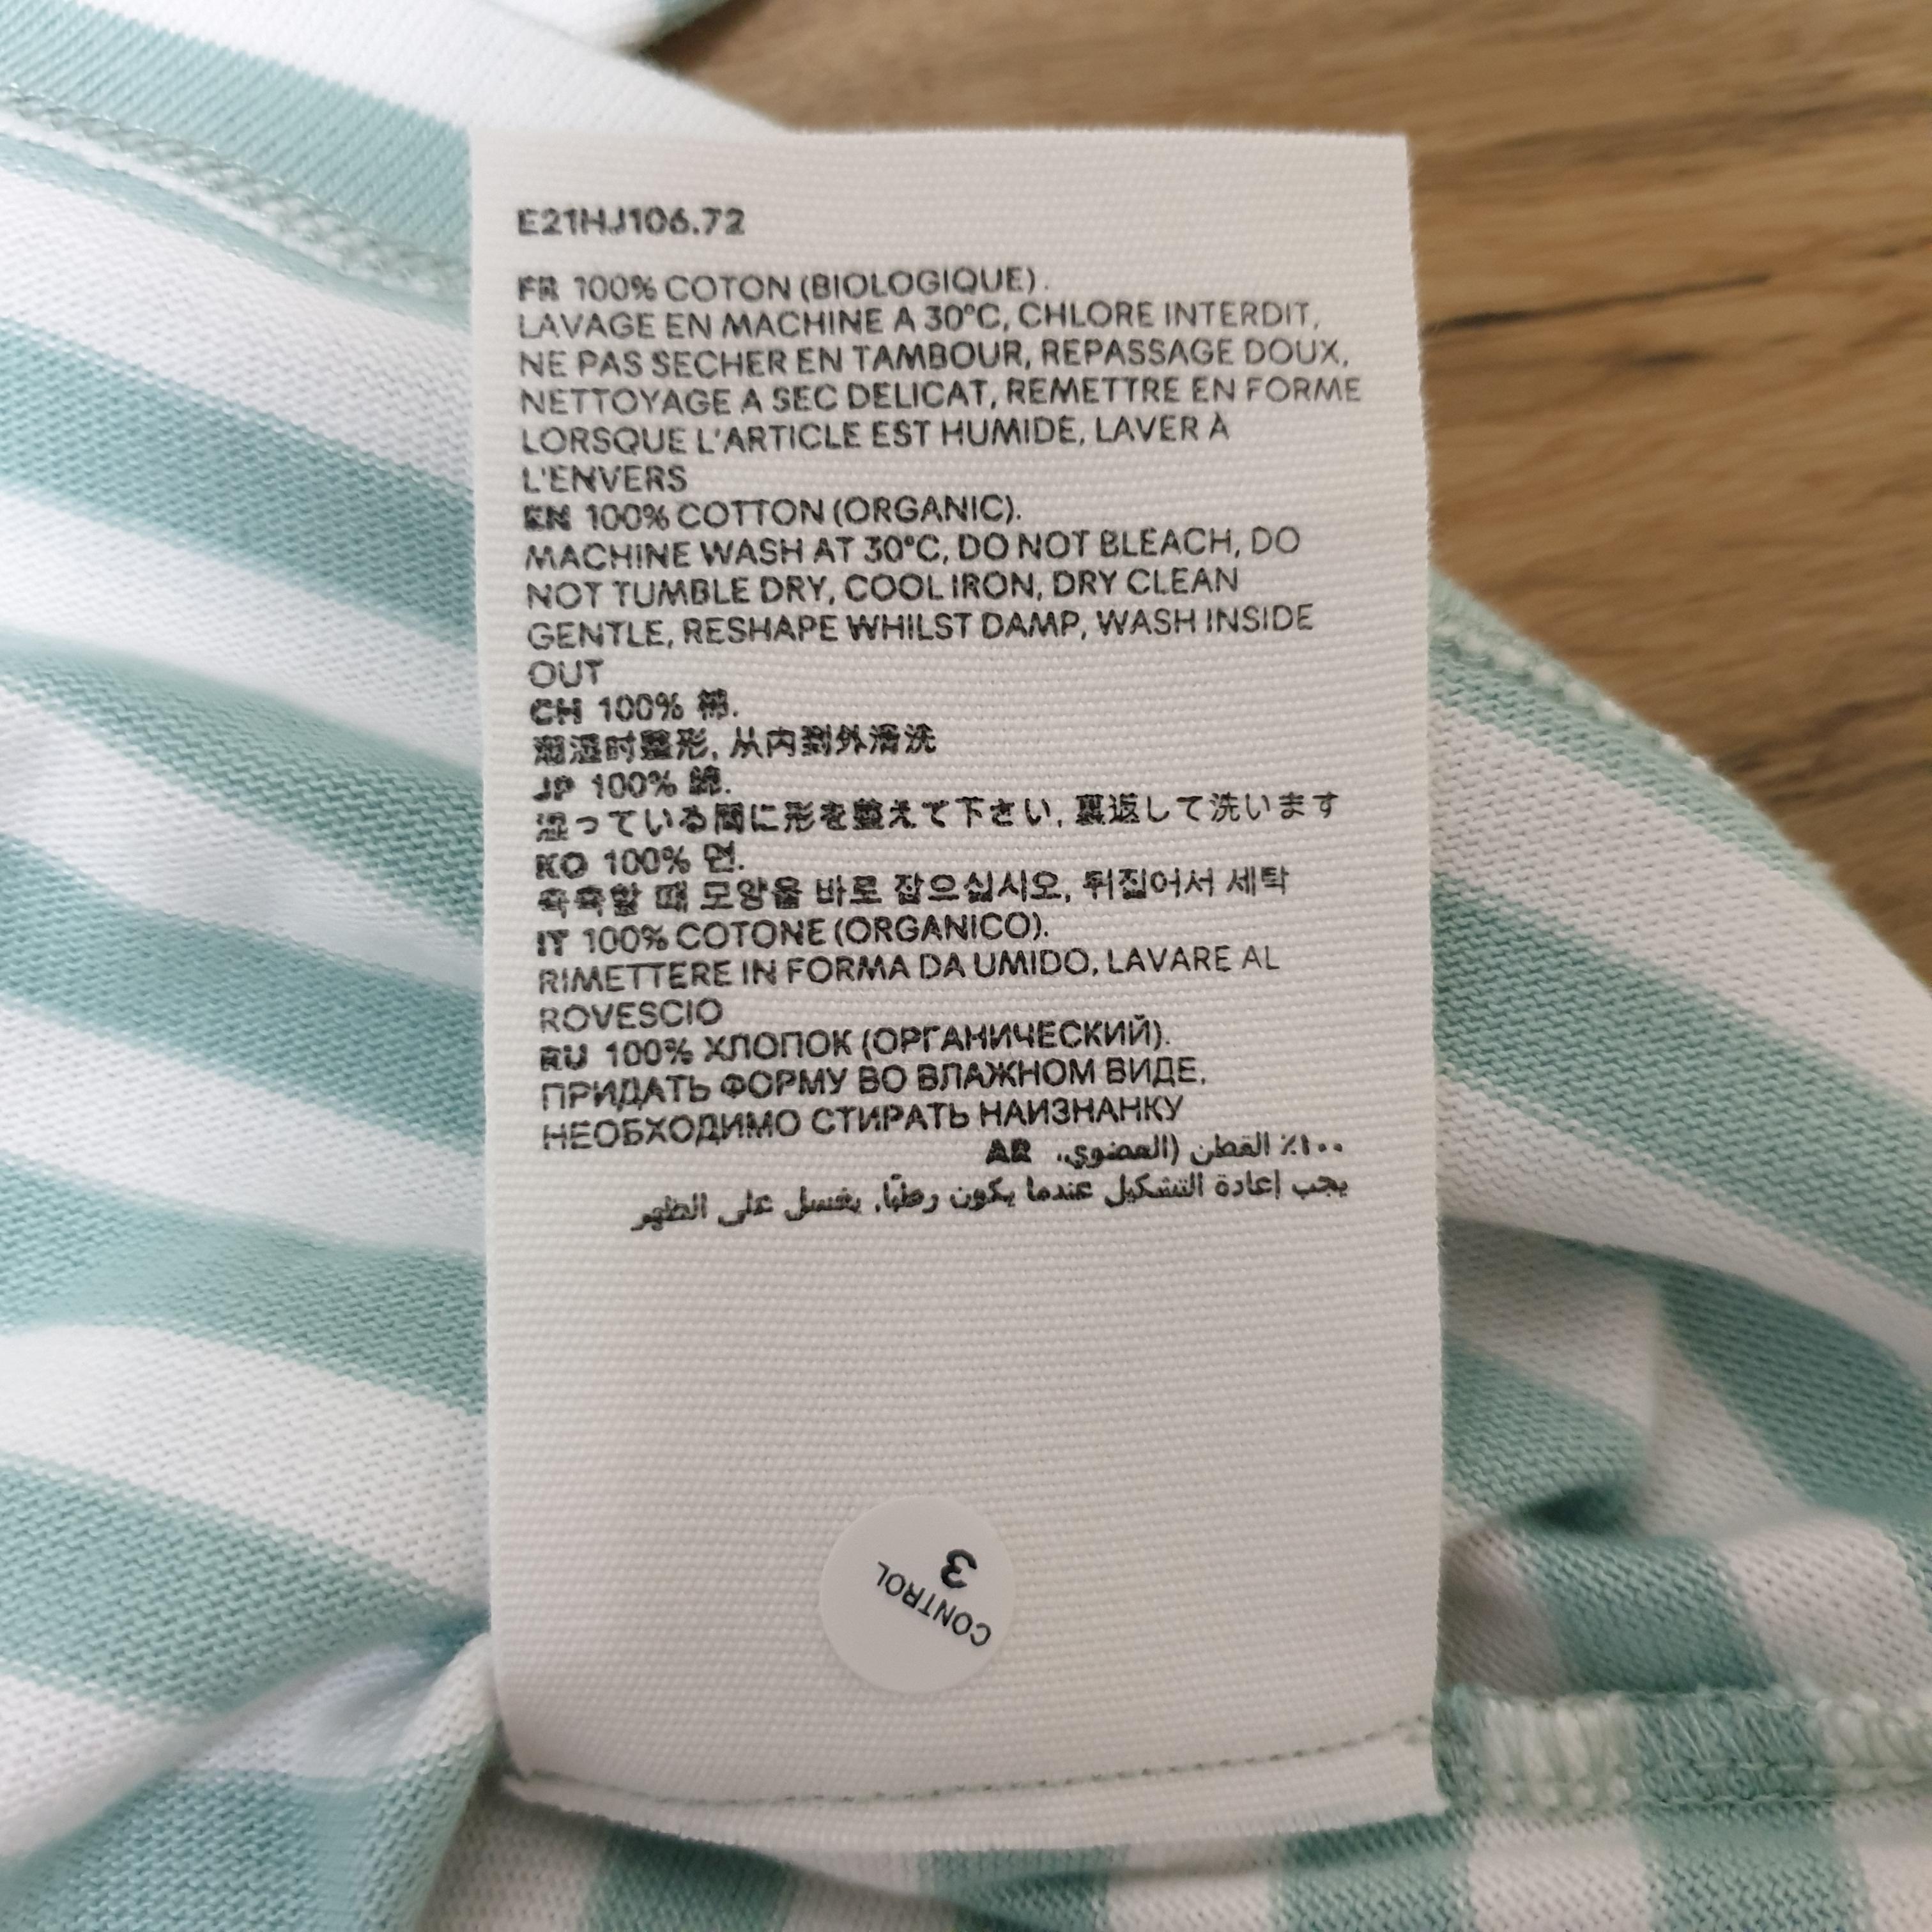 E21HJ106.72
FR 100% COTON (BIOLOGIQUE).
LAVAGE EN MACHINE A 30°C, CHLORE INTERDIT,
NE PAS SECHER EN TAMBOUR, REPASSAGE DOUX,
NETTOYAGE A SEC DELICAT, REMETTRE EN FORME
LORSQUE L'ARTICLE EST HUMIDE, LAVER À
L'ENVERS
EN 100% COTTON (ORGANIC).
MACHINE WASH AT 30°C, DO NOT BLEACH, DO
NOT TUMBLE DRY, COOL IRON, DRY CLEAN
GENTLE, RESHAPE WHILST DAMP, WASH INSIDE
OUT
CH 100% 棉.
潮湿时整形, 从内到外清洗
JP 100% 綿.
湿っている間に形を整えて下さい, 裏返して洗います
KO 100% 면.
축축할 때 모양을 바로 잡으십시오, 뒤집어서 세탁
IT 100% COTONE (ORGANICO).
RIMETTERE IN FORMA DA UMIDO, LAVARE AL
ROVESCIO
RU 100% ХЛОПОК (ОРГАНИЧЕСКИЙ).
ПРИДАТЬ ФОРМУ ВО ВЛАЖНОМ ВИДЕ,
НЕОБХОДИМО СТИРАТЬ НАИЗНАНКУ
١٠٠٪ القطن (العضوي). AR
يجب إعادة التشكيل عندما يكون رطبًا, يغسل على الظهر
3
CONTROL